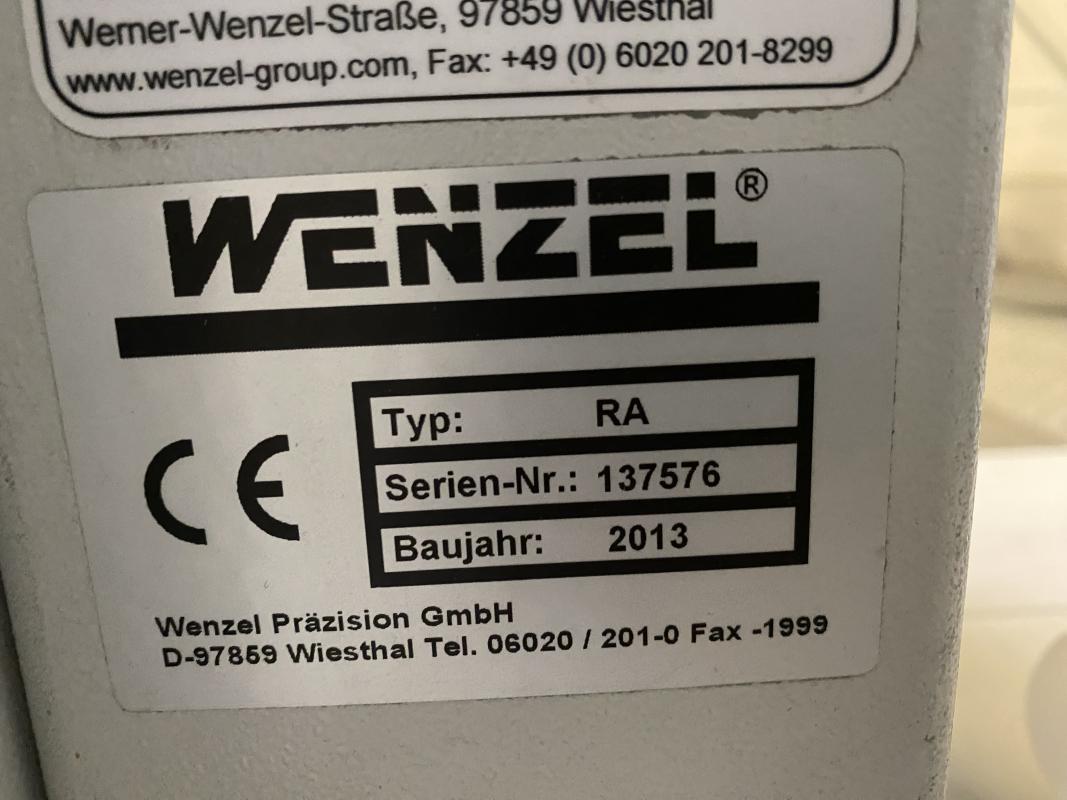 Werner-Wenzel-Straße, 97859 Wiesthal
www.wenzel-group.com, Fax: +49 (0) 6020 201-8299
WENZEL®
CE
Typ: RA
Serien-Nr.: 137576
Baujahr: 2013
Wenzel Präzision GmbH
D-97859 Wiesthal Tel. 06020 / 201-0 Fax -1999